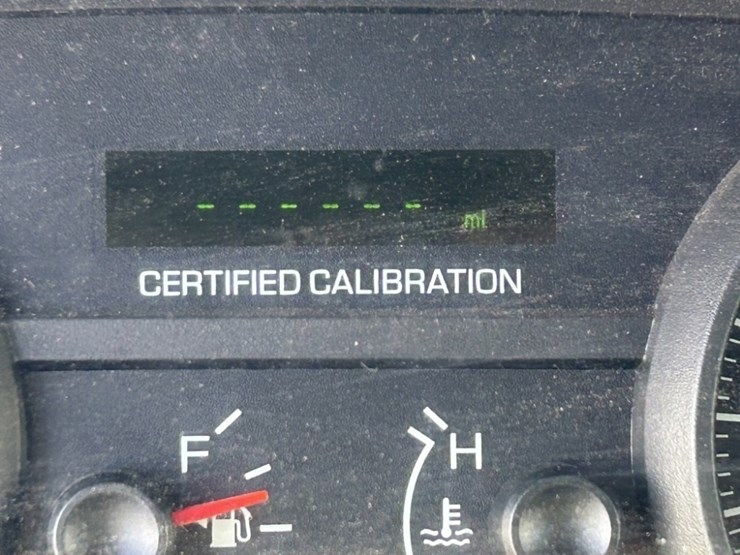 - - - - - - mi
CERTIFIED CALIBRATION
F H